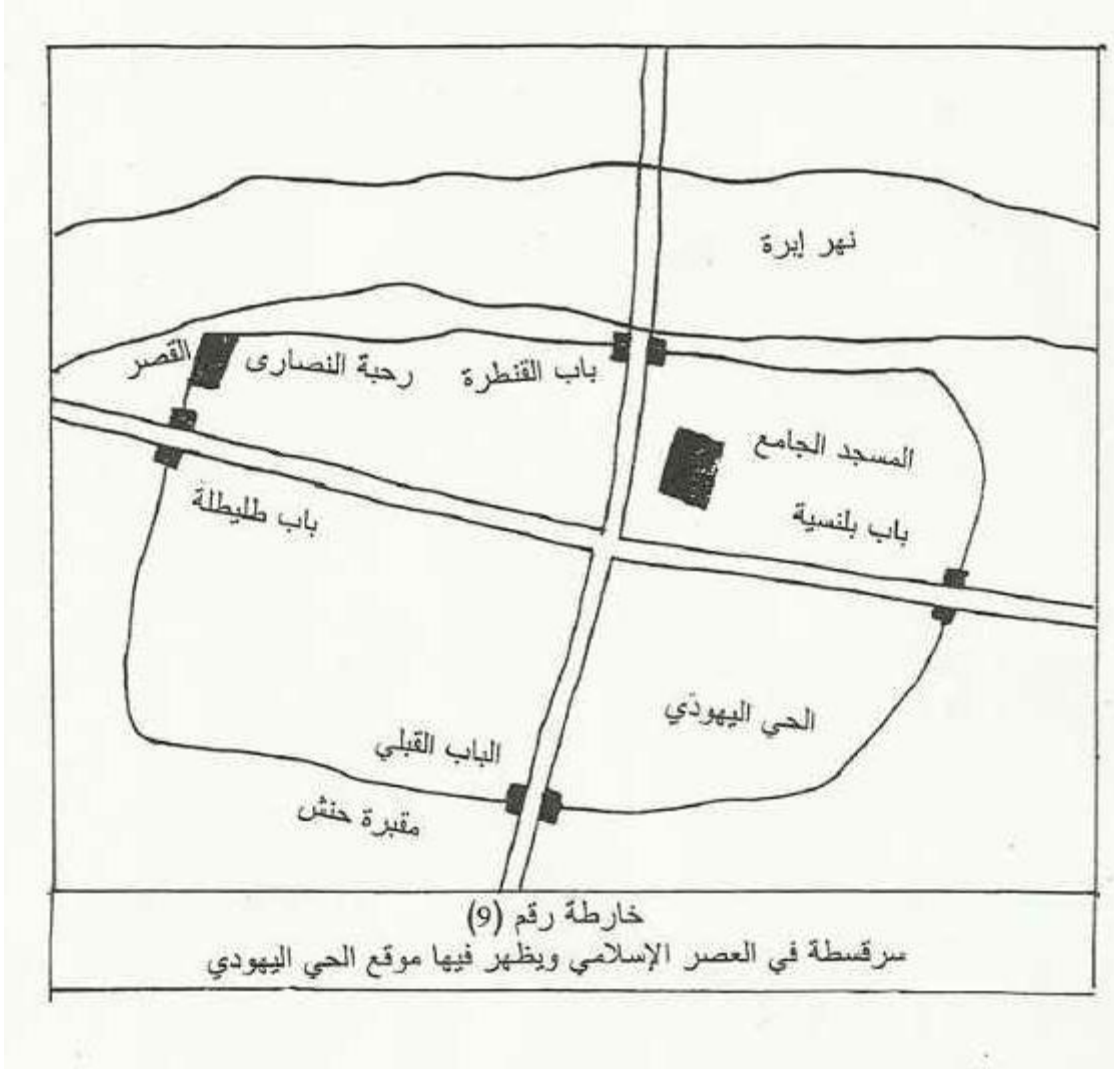 نهر إبرة
القصر
رحبة النصارى
باب القنطرة
المسجد الجامع
باب طليطلة
باب بلنسية
الحي اليهودي
الباب القبلي
مقبرة حنش
خارطة رقم (9)
سرقسطة في العصر الإسلامي ويظهر فيها موقع الحي اليهودي